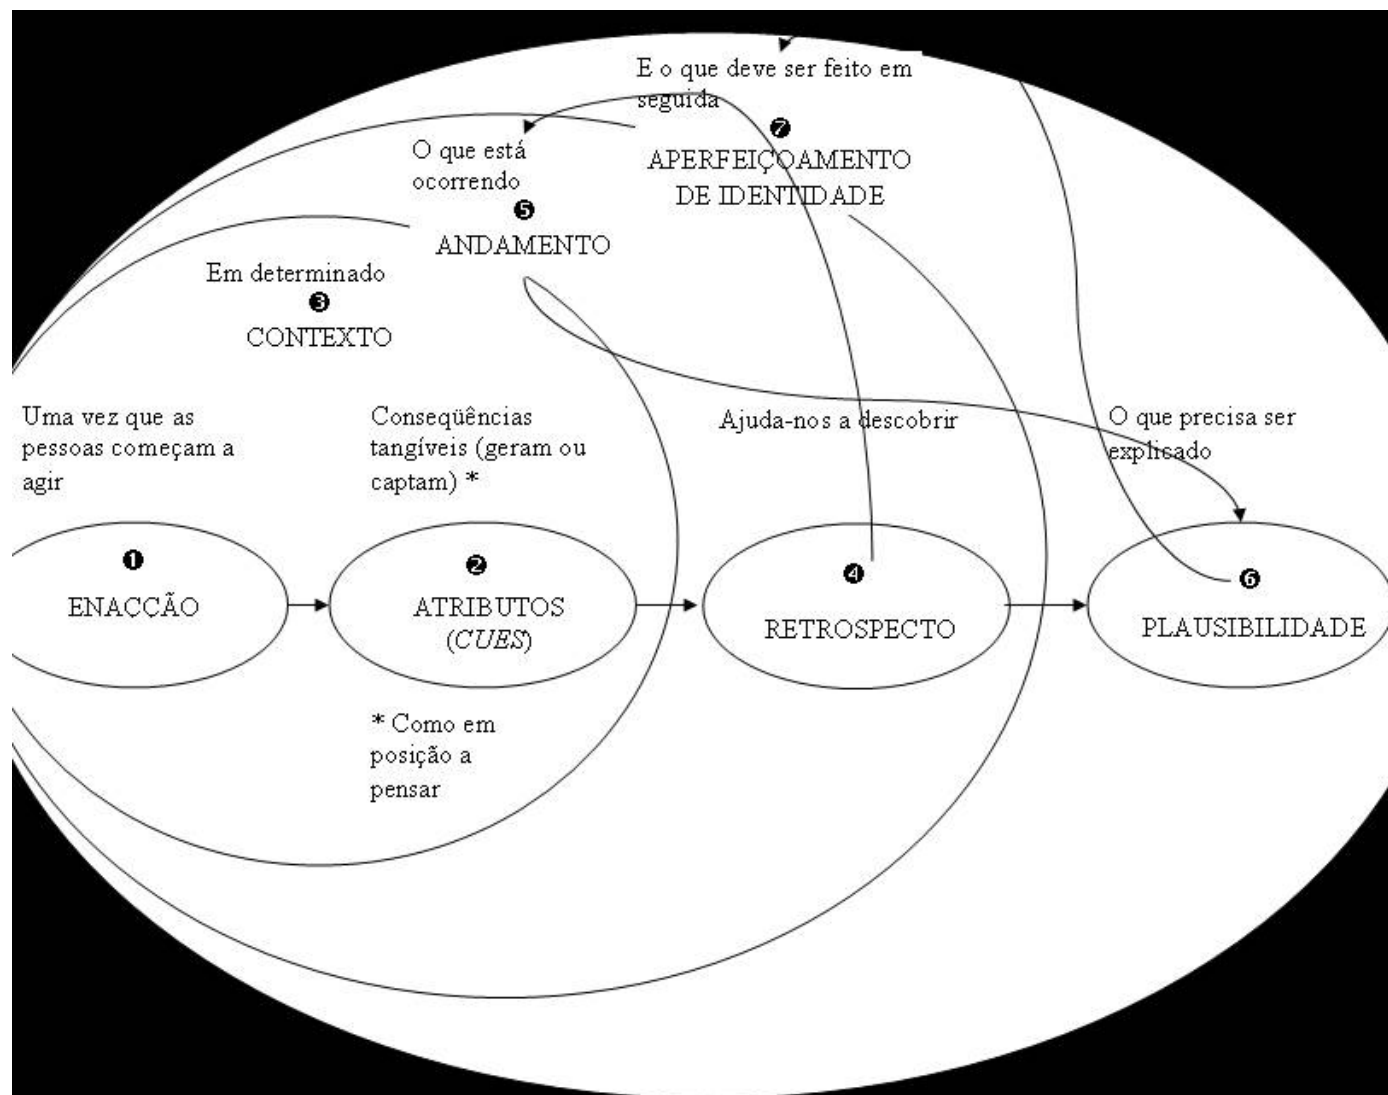 E o que deve ser feito em
seguida
❼
APERFEIÇOAMENTO
DE IDENTIDADE
O que está
ocorrendo
❺
ANDAMENTO
Em determinado
❸
CONTEXTO
Uma vez que as
pessoas começam a
agir
Conseqüências
tangíveis (geram ou
captam) *
Ajuda-nos a descobrir
O que precisa ser
explicado
❶
ENACÇÃO
❷
ATRIBUTOS
(CUES)
❹
RETROSPECTO
❻
PLAUSIBILIDADE
* Como em
posição a
pensar